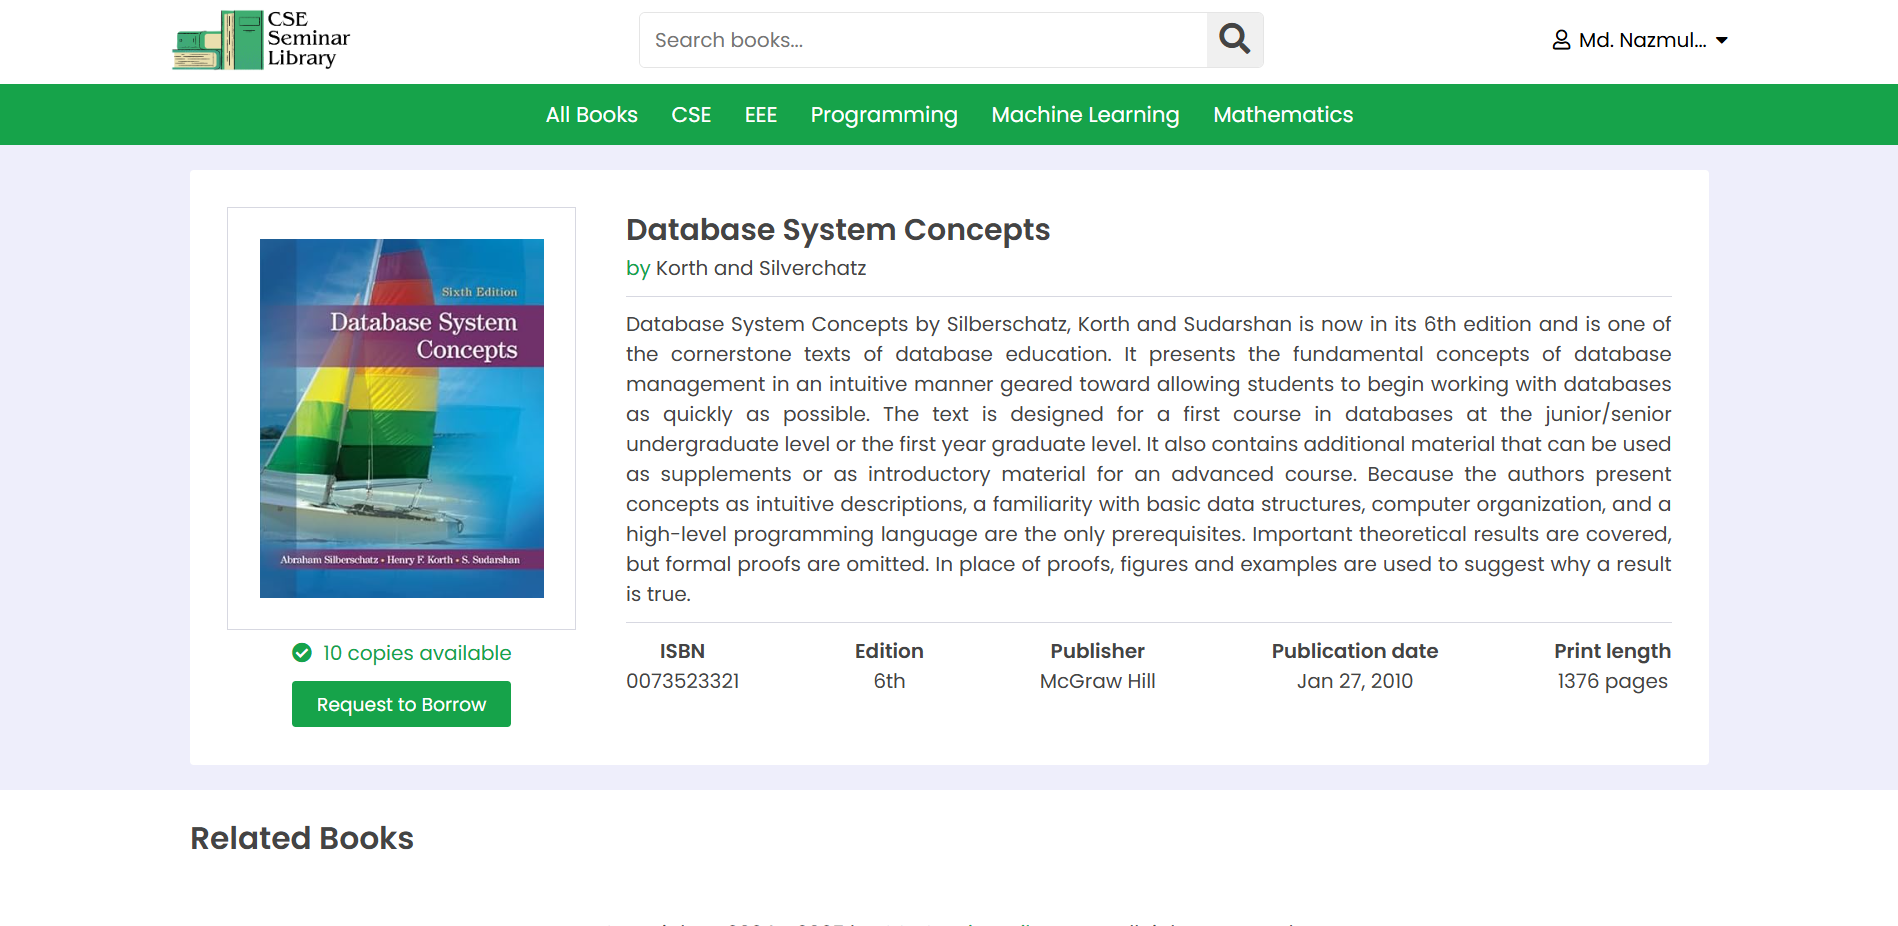 CSE
Seminar
Library
Search books...
Md. Nazmul...
All Books CSE EEE Programming Machine Learning Mathematics
Sixth Edition
Database System
Concepts
Abraham Silberschatz • Henry F. Korth • S. Sudarshan
10 copies available
Request to Borrow
Database System Concepts
by Korth and Silverchatz
Database System Concepts by Silberschatz, Korth and Sudarshan is now in its 6th edition and is one of
the cornerstone texts of database education. It presents the fundamental concepts of database
management in an intuitive manner geared toward allowing students to begin working with databases
as quickly as possible. The text is designed for a first course in databases at the junior/senior
undergraduate level or the first year graduate level. It also contains additional material that can be used
as supplements or as introductory material for an advanced course. Because the authors present
concepts as intuitive descriptions, a familiarity with basic data structures, computer organization, and a
high-level programming language are the only prerequisites. Important theoretical results are covered,
but formal proofs are omitted. In place of proofs, figures and examples are used to suggest why a result
is true.
ISBN Edition Publisher Publication date Print length
0073523321 6th McGraw Hill Jan 27, 2010 1376 pages
Related Books